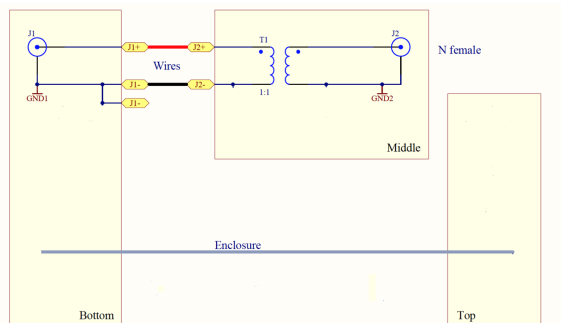 J1
J1+
J2+
T1
J2
N female
Wires
GND1
J1-
J2-
J1-
1:1
GND2
Middle
Enclosure
Bottom
Top